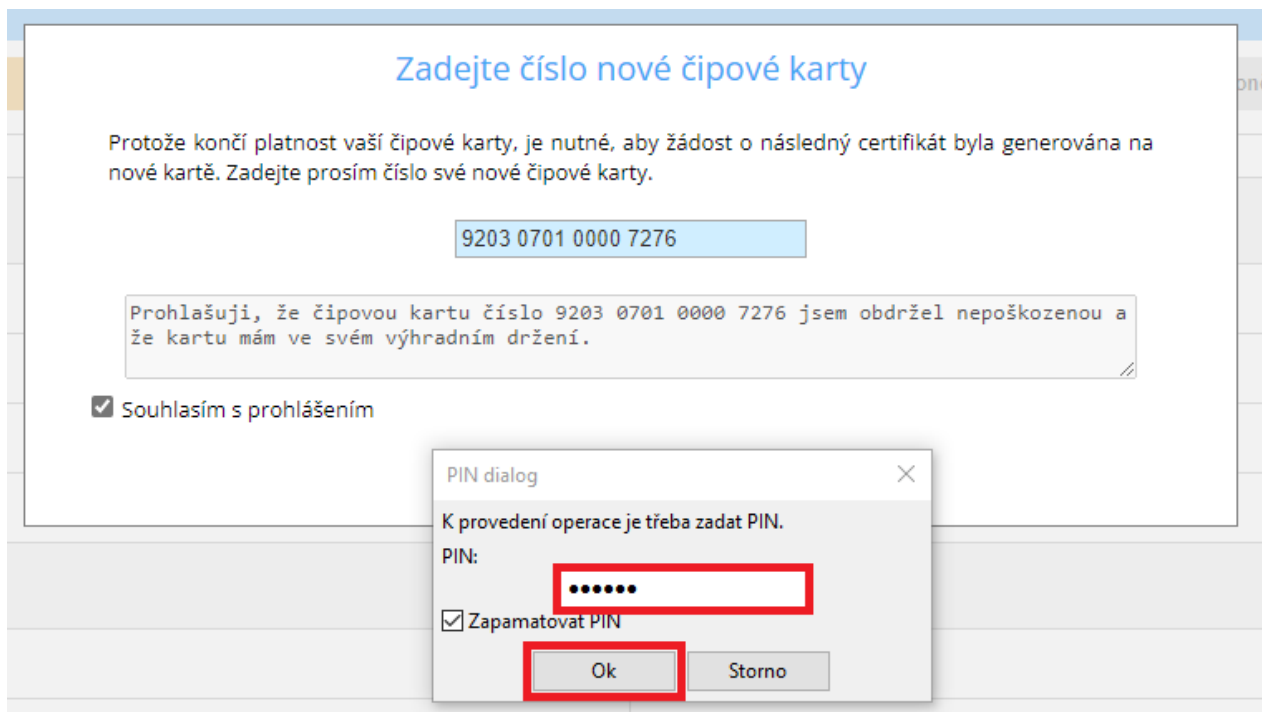 Zadejte číslo nové čipové karty
Protože končí platnost vaší čipové karty, je nutné, aby žádost o následný certifikát byla generována na
nové kartě. Zadejte prosím číslo své nové čipové karty.
9203 0701 0000 7276
Prohlašuji, že čipovou kartu číslo 9203 0701 0000 7276 jsem obdržel nepoškozenou a
že kartu mám ve svém výhradním držení.
Souhlasím s prohlášením
PIN dialog
K provedení operace je třeba zadat PIN.
PIN:
••••••
Zapamatovat PIN
Ok Storno